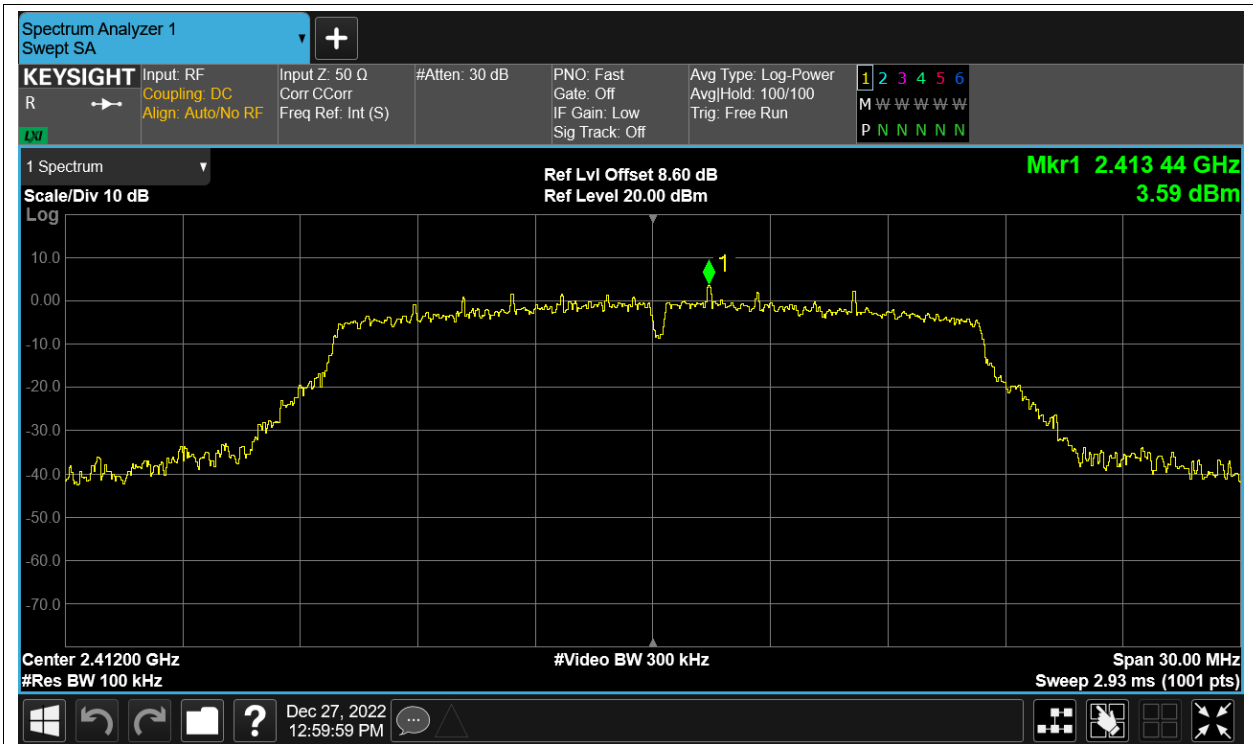 Spectrum Analyzer 1
Swept SA
+
KEYSIGHT
R
LXI
Input: RF
Coupling: DC
Align: Auto/No RF
Input Z: 50 Ω
Corr CCorr
Freq Ref: Int (S)
#Atten: 30 dB
PNO: Fast
Gate: Off
IF Gain: Low
Sig Track: Off
Avg Type: Log-Power
Avg|Hold: 100/100
Trig: Free Run
1 2 3 4 5 6
M W W W W W
P N N N N N
1 Spectrum
Scale/Div 10 dB
Log
Ref Lvl Offset 8.60 dB
Ref Level 20.00 dBm
Mkr1 2.413 44 GHz
3.59 dBm
1
10.0
0.00
-10.0
-20.0
-30.0
-40.0
-50.0
-60.0
-70.0
Center 2.41200 GHz
#Res BW 100 kHz
#Video BW 300 kHz
Span 30.00 MHz
Sweep 2.93 ms (1001 pts)
?
Dec 27, 2022
12:59:59 PM